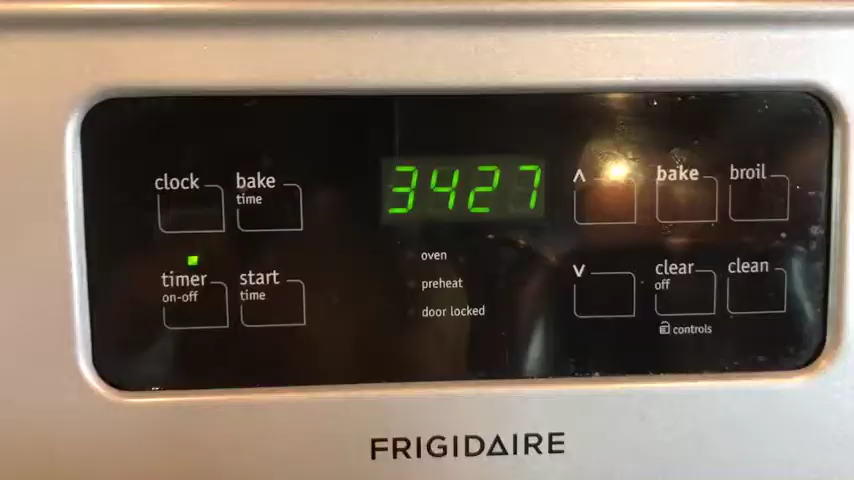 clock
bake
time
3427
^
bake
broil
timer
on-off
start
time
oven
preheat
door locked
v
clear
off
clean
controls
FRIGIDAIRE